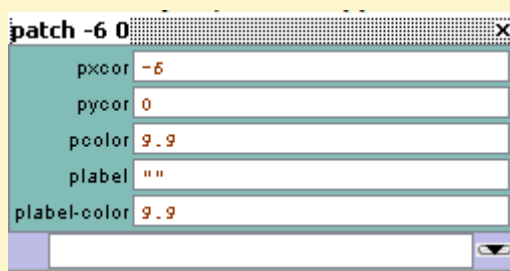 patch -6 0 x
pxcor -6
pycor 0
pcolor 9.9
plabel ""
plabel-color 9.9